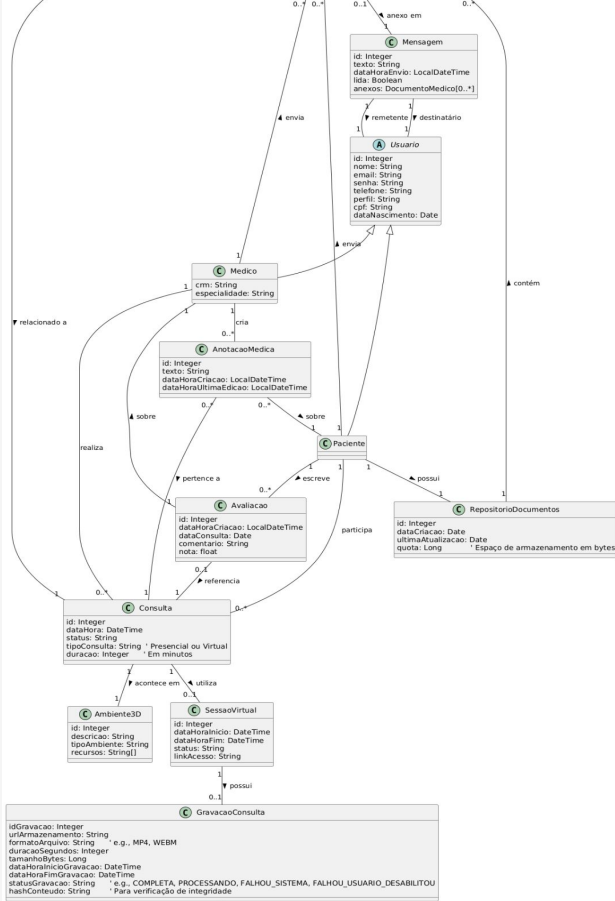 0..*
0..*
0..1
0..*
anexo em
1
C Mensagem
id: Integer
texto: String
dataHoraEnvio: LocalDateTime
lida: Boolean
anexos: DocumentoMedico[0..*]
1
1
remetente
destinatário
1
1
A Usuario
id: Integer
nome: String
email: String
senha: String
telefone: String
perfil: String
cpf: String
dataNascimento: Date
envia
envia
contém
1
C Medico
crm: String
especialidade: String
1
1
1
cria
0..*
relacionado a
C AnotacaoMedica
id: Integer
texto: String
dataHoraCriacao: LocalDateTime
dataHoraUltimaEdicao: LocalDateTime
0..*
0..*
sobre
sobre
1
1
C Paciente
realiza
pertence a
1
1
1
escreve
possui
0..*
1
1
C Avaliacao
id: Integer
dataHoraCriacao: LocalDateTime
dataConsulta: Date
comentario: String
nota: float
C RepositorioDocumentos
id: Integer
dataCriacao: Date
ultimaAtualizacao: Date
quota: Long ' Espaço de armazenamento em bytes
participa
0..1
referencia
1
0..*
1
1
0..*
C Consulta
id: Integer
dataHora: DateTime
status: String
tipoConsulta: String ' Presencial ou Virtual
duracao: Integer ' Em minutos
1
1
acontece em
utiliza
1
0..1
C Ambiente3D
id: Integer
descricao: String
tipoAmbiente: String
recursos: String[]
C SessaoVirtual
id: Integer
dataHoraInicio: DateTime
dataHoraFim: DateTime
status: String
linkAcesso: String
1
possui
0..1
C GravacaoConsulta
idGravacao: Integer
urlArmazenamento: String
formatoArquivo: String ' e.g., MP4, WEBM
duracaoSegundos: Integer
tamanhoBytes: Long
dataHoraInicioGravacao: DateTime
dataHoraFimGravacao: DateTime
statusGravacao: String ' e.g., COMPLETA, PROCESSANDO, FALHOU_SISTEMA, FALHOU_USUARIO_DESABILITOU
hashConteudo: String ' Para verificação de integridade